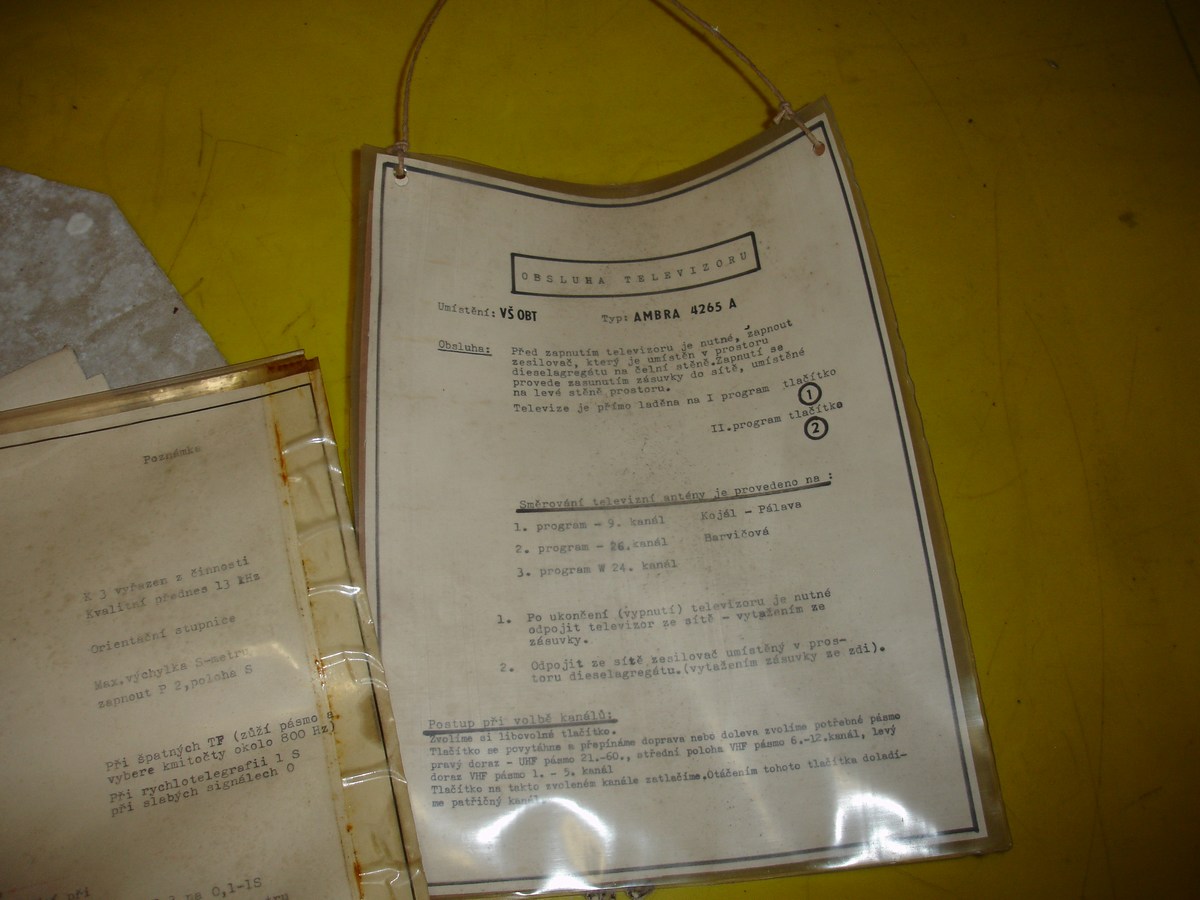 OBSLUHA TELEVIZORU
Umístění: VŠ OBT Typ: AMBRA 4265 A
Obsluha: Před zapnutím televizoru je nutné, zapnout
zesilovač, který je umístěn v prostoru
dieselagregátu na čelní stěně.Zapnutí se
provede zasunutím zásuvky do sítě, umístěné
na levé stěně prostoru.
Televize je přímo laděna na I program tlačítko
1
II.program tlačítko
2
Směrování televizní antény je provedeno na :
1. program - 9. kanál Kojál - Pálava
2. program - 26.kanál Barvičová
3. program W 24. kanál
1. Po ukončení (vypnutí) televizoru je nutné
odpojit televizor ze sítě - vytažením ze
zásuvky.
2. Odpojit ze sítě zesilovač umístěný v pros-
toru dieselagregátu.(vytažením zásuvky ze zdi).
Postup při volbě kanálů:
Zvolíme si libovolné tlačítko.
Tlačítko se povytáhne a přepínáme doprava nebo doleva zvolíme potřebné pásmo
pravý doraz - UHF pásmo 21.-60., střední poloha VHF pásmo 6.-12.kanál, levý
doraz VHF pásmo 1. - 5. kanál
Tlačítko na takto zvoleném kanále zatlačíme.Otáčením tohoto tlačítka doladí-
me patřičný kanál.
Poznámka
K 3 vyřazen z činnosti
Kvalitní přednes 13 kHz
Orientační stupnice
Max.výchylka S-metru
zapnout P 2,poloha S
Při špatných TF (zúží pásmo a
vybere kmitočty okolo 800 Hz)
Při rychlotelegrafii 1 S
při slabých signálech 0
při
na 0,1-1S